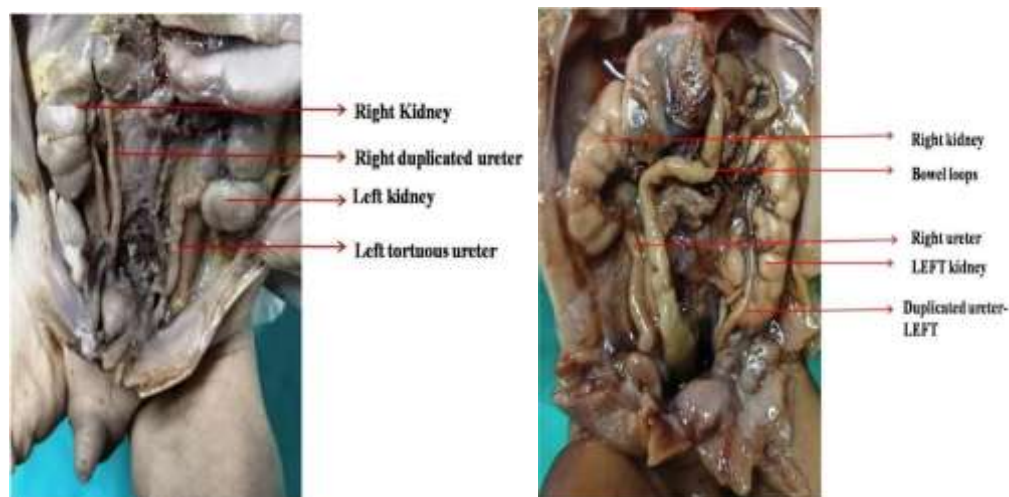 Right Kidney
Right duplicated ureter
Left kidney
Left tortuous ureter
Right kidney
Bowel loops
Right ureter
LEFT kidney
Duplicated ureter-
LEFT